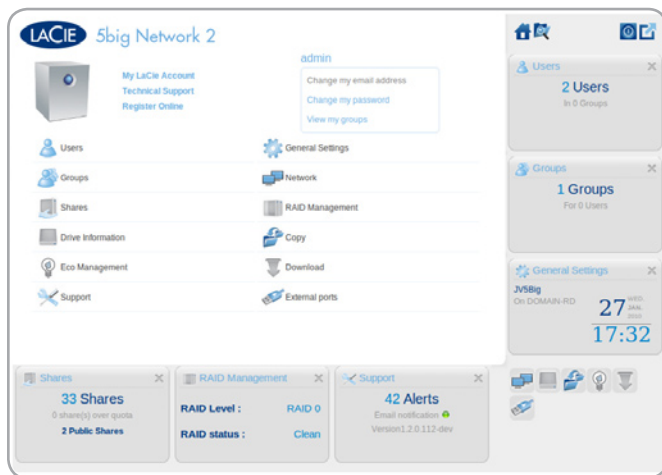 LACIE 5big Network 2
My LaCie Account
Technical Support
Register Online
admin
Change my email address
Change my password
View my groups
Users
General Settings
Groups
Network
Shares
RAID Management
Drive Information
Copy
Eco Management
Download
Support
External ports
Users
2 Users
In 0 Groups
Groups
1 Groups
For 0 Users
General Settings
JV5Big
On DOMAIN-RD
27
WED.
JAN.
17:32
Shares
33 Shares
0 share(s) over quota
2 Public Shares
RAID Management
RAID Level : RAID 0
RAID status : Clean
Support
42 Alerts
Email notification
Version1.2.0.112-dev